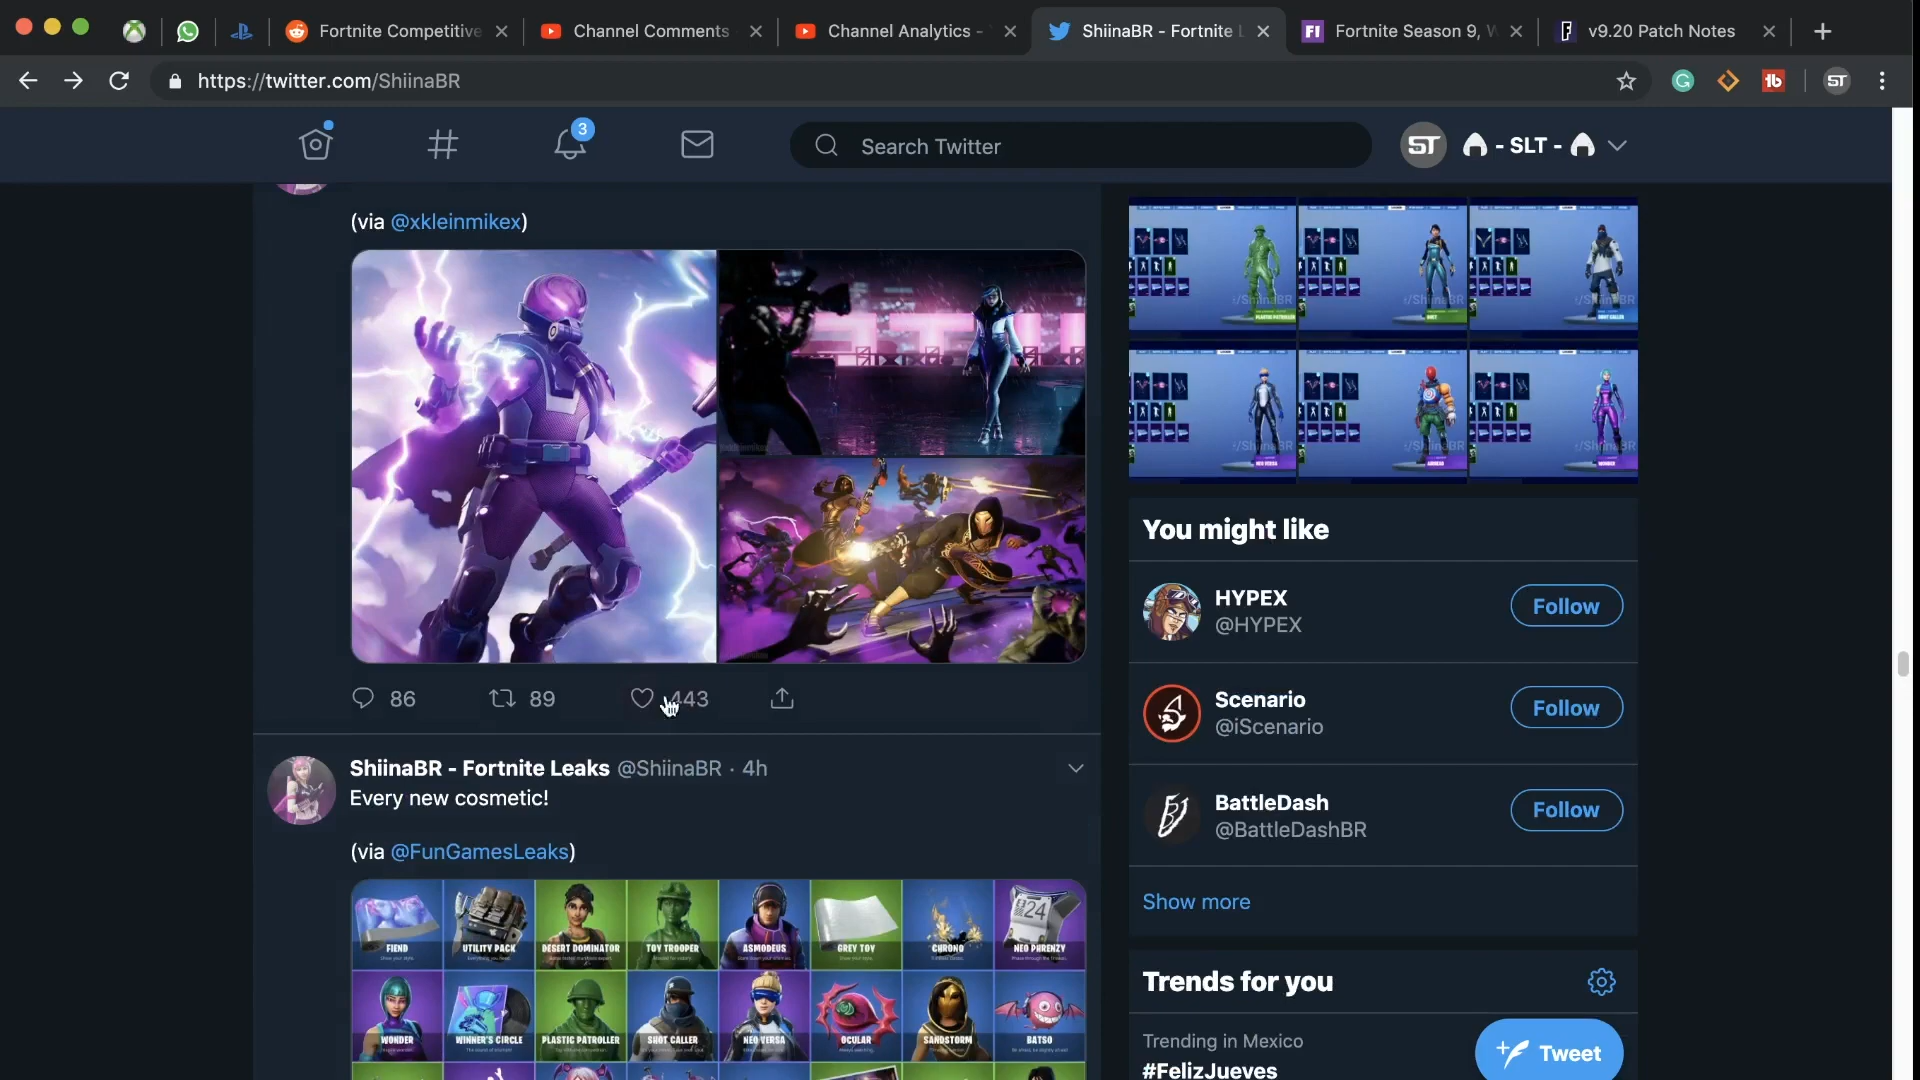 Fortnite Competitive
Channel Comments
Channel Analytics -
ShiinaBR - Fortnite L
Fortnite Season 9, W
v9.20 Patch Notes
https://twitter.com/ShiinaBR
ST
3
Search Twitter
ST
- SLT -
(via @xkleinmikex)
86
89
443
ShiinaBR - Fortnite Leaks @ShiinaBR · 4h
Every new cosmetic!
(via @FunGamesLeaks)
FIEND
UTILITY PACK
DESERT DOMINATOR
TOY TROOPER
ASMODEUS
GREY TOY
CHRONO
24
NEO PHRENZY
WONDER
WINNER'S CIRCLE
PLASTIC PATROLLER
SHOT CALLER
NEO VERSA
OCULAR
SANDSTORM
BATSO
You might like
HYPEX
@HYPEX
Follow
Scenario
@iScenario
Follow
BattleDash
@BattleDashBR
Follow
Show more
Trends for you
Trending in Mexico
#FelizJueves
Tweet